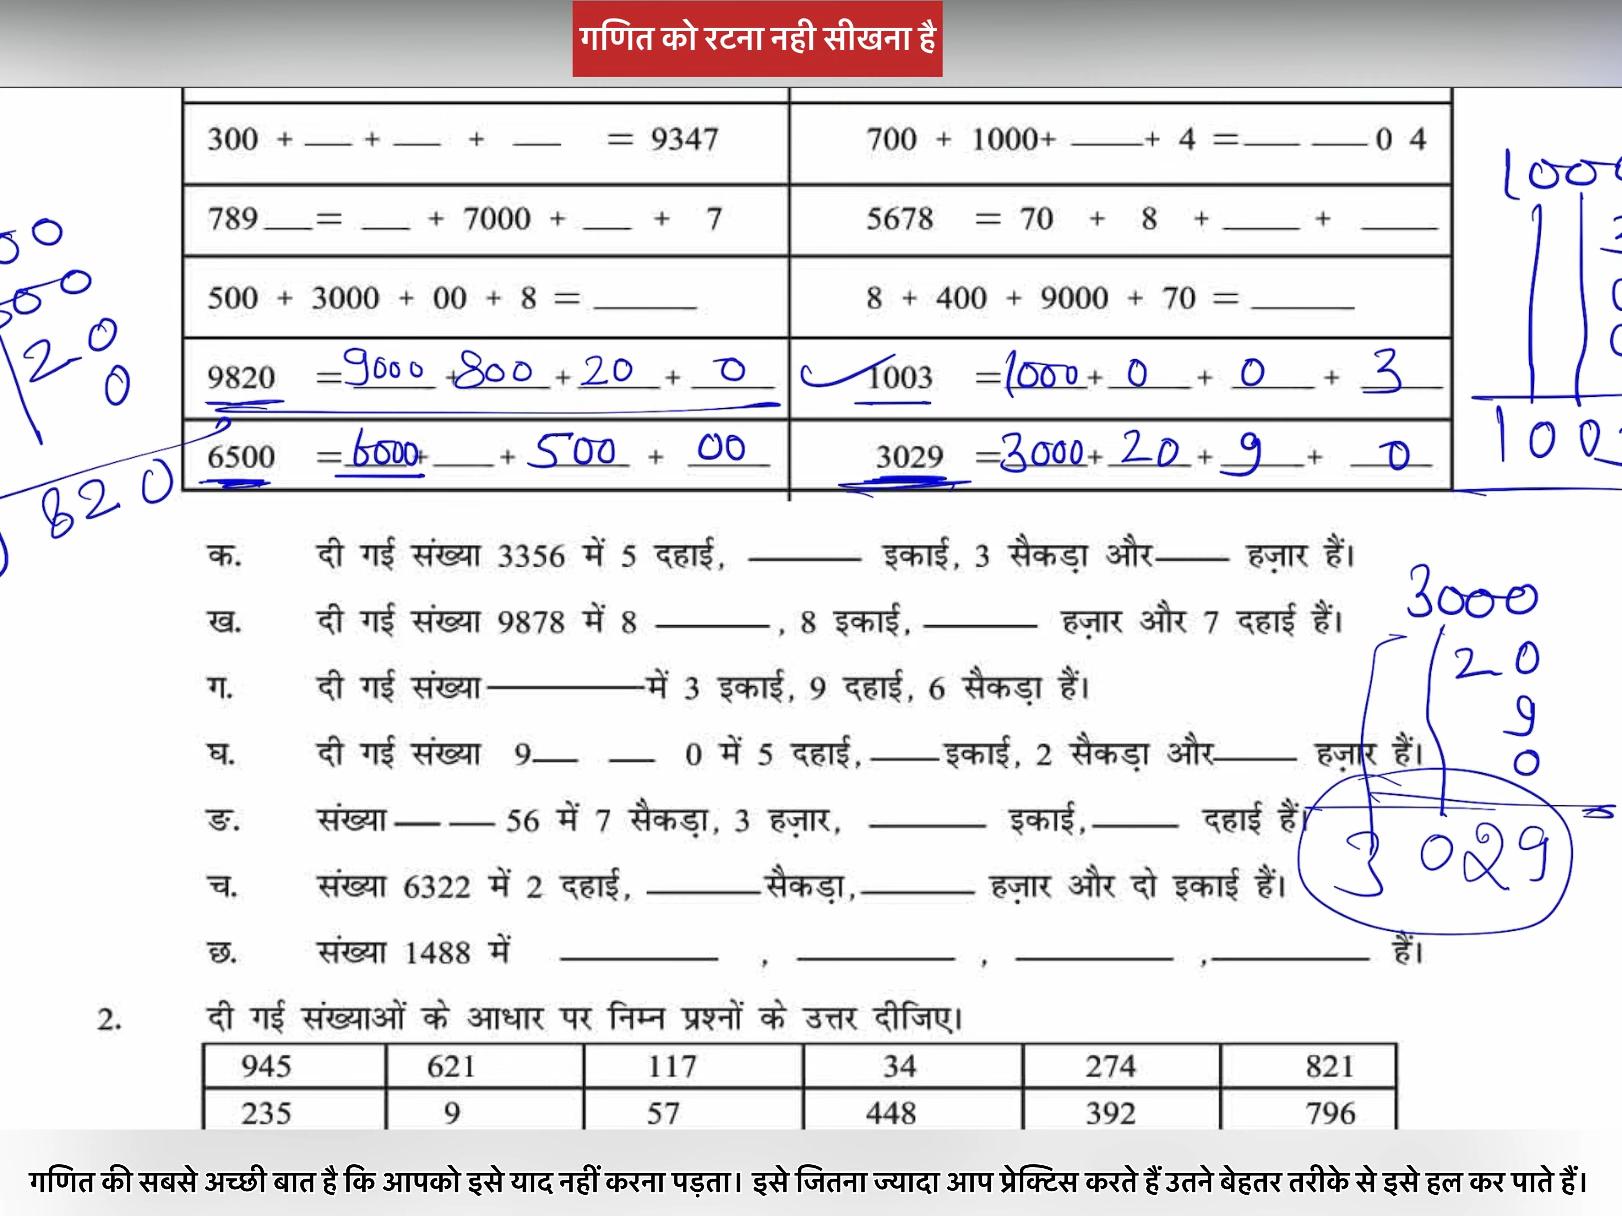 गणित को रटना नही सीखना है
300 + ___ + ___ + ___ = 9347
700 + 1000+ ___+ 4 =___ ___0 4
789 ___= ___ + 7000 + ___ + 7
5678 = 70 + 8 + ___ + ___
500 + 3000 + 00 + 8 = ___
8 + 400 + 9000 + 70 = ___
9820 = 9000 + 800 + 20 + 0
1003 = 1000 + 0 + 0 + 3
6500 = 6000 + ___ + 500 + 00
3029 = 3000 + 20 + 9 + 0
20
0
820
3000
20
9
0
3029
क. दी गई संख्या 3356 में 5 दहाई, ___ इकाई, 3 सैकड़ा और___ हज़ार हैं।
ख. दी गई संख्या 9878 में 8 ___, 8 इकाई, ___ हज़ार और 7 दहाई हैं।
ग. दी गई संख्या___में 3 इकाई, 9 दहाई, 6 सैकड़ा हैं।
घ. दी गई संख्या 9___ ___ 0 में 5 दहाई,___इकाई, 2 सैकड़ा और___ हज़ार हैं।
ङ. संख्या___ ___ 56 में 7 सैकड़ा, 3 हज़ार, ___ इकाई,___ दहाई हैं।
च. संख्या 6322 में 2 दहाई, ___सैकड़ा,___ हज़ार और दो इकाई हैं।
छ. संख्या 1488 में ___ , ___ , ___ ,___ हैं।
2. दी गई संख्याओं के आधार पर निम्न प्रश्नों के उत्तर दीजिए।
945 621 117 34 274 821
235 9 57 448 392 796
गणित की सबसे अच्छी बात है कि आपको इसे याद नहीं करना पड़ता। इसे जितना ज्यादा आप प्रेक्टिस करते हैं उतने बेहतर तरीके से इसे हल कर पाते हैं।